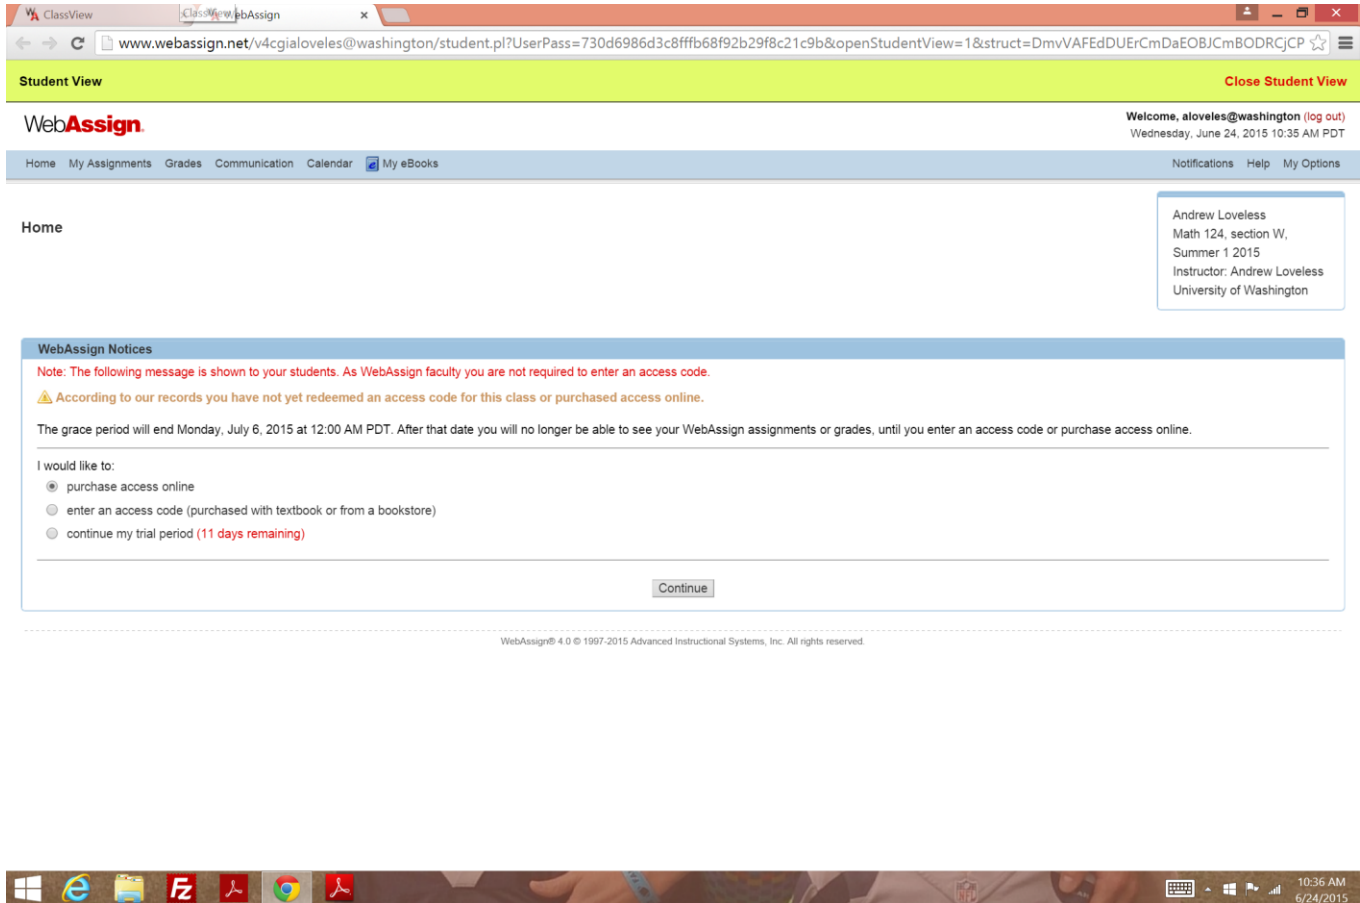 ClassView
ClassView
WebAssign
www.webassign.net/v4cgialoveles@washington/student.pl?UserPass=730d6986d3c8fffb68f92b29f8c21c9b&openStudentView=1&struct=DmvVAFEdDUErCmDaEOBJCmBODRCjCP
Student View
Close Student View
WebAssign.
Welcome, aloveles@washington (log out)
Wednesday, June 24, 2015 10:35 AM PDT
Home My Assignments Grades Communication Calendar My eBooks
Notifications Help My Options
Home
Andrew Loveless
Math 124, section W,
Summer 1 2015
Instructor: Andrew Loveless
University of Washington
WebAssign Notices
Note: The following message is shown to your students. As WebAssign faculty you are not required to enter an access code.
According to our records you have not yet redeemed an access code for this class or purchased access online.
The grace period will end Monday, July 6, 2015 at 12:00 AM PDT. After that date you will no longer be able to see your WebAssign assignments or grades, until you enter an access code or purchase access online.
I would like to:
purchase access online
enter an access code (purchased with textbook or from a bookstore)
continue my trial period (11 days remaining)
Continue
WebAssign® 4.0 © 1997-2015 Advanced Instructional Systems, Inc. All rights reserved.
10:36 AM
6/24/2015